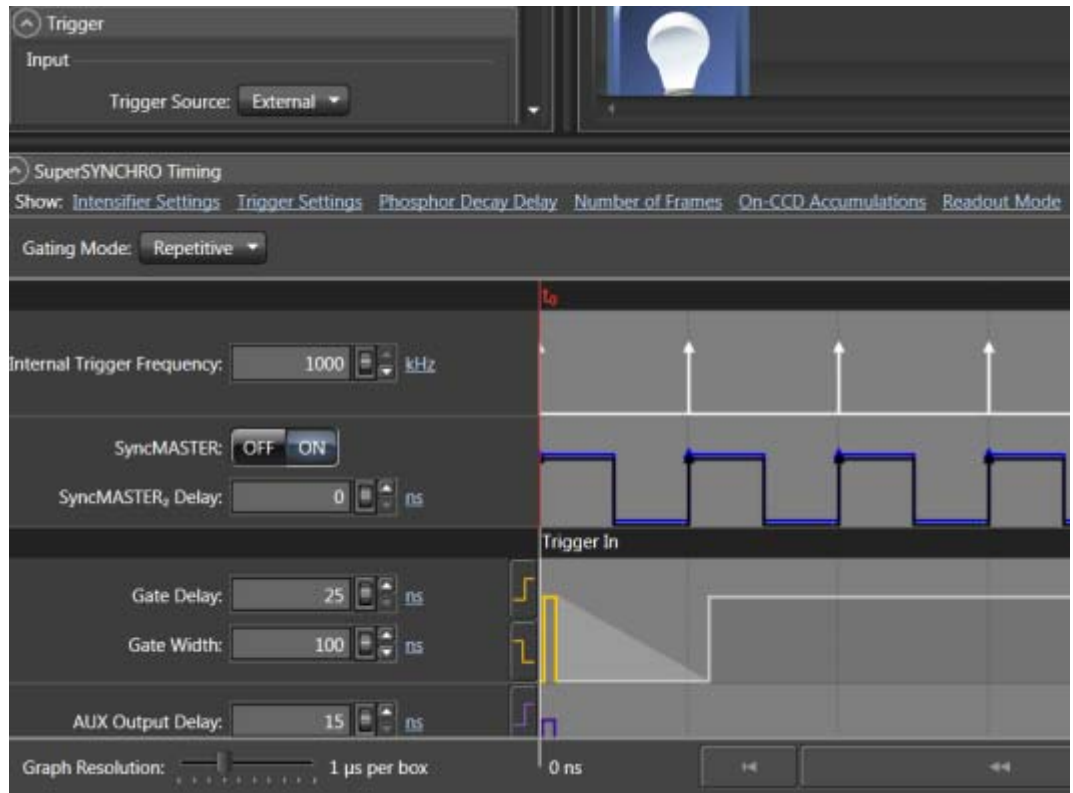 Trigger
Input
Trigger Source: External
SuperSYNCHRO Timing
Show: Intensifier Settings Trigger Settings Phosphor Decay Delay Number of Frames On-CCD Accumulations Readout Mode
Gating Mode: Repetitive
t0
Internal Trigger Frequency: 1000 kHz
SyncMASTER: OFF ON
SyncMASTER₂ Delay: 0 ns
Trigger In
Gate Delay: 25 ns
Gate Width: 100 ns
AUX Output Delay: 15 ns
Graph Resolution: 1 µs per box 0 ns